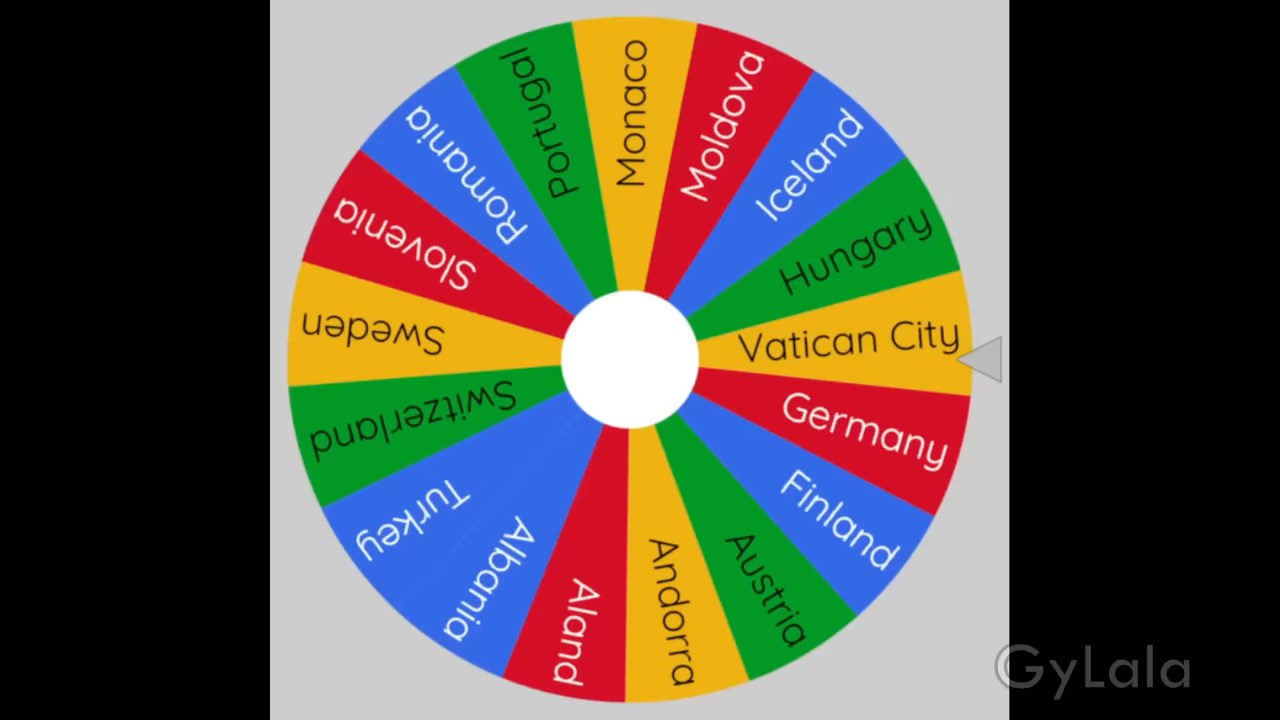 Monaco
Moldova
Iceland
Hungary
Vatican City
Germany
Finland
Austria
Andorra
Aland
Albania
Turkey
Switzerland
Sweden
Slovenia
Romania
Portugal
GyLala